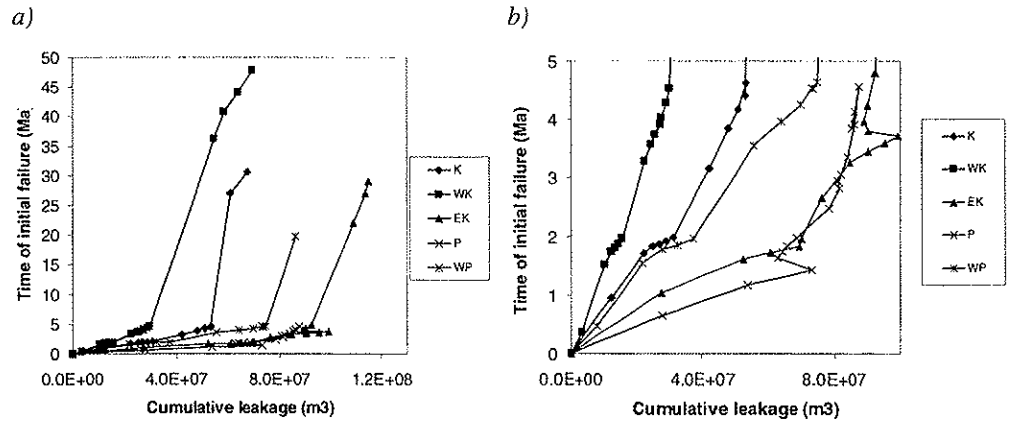 a)
b)
50
45
40
35
30
25
20
15
10
5
0
Time of initial failure (Ma)
0.0E+00 4.0E+07 8.0E+07 1.2E+08
Cumulative leakage (m3)
K
WK
EK
P
WP
5
4
3
2
1
0
Time of initial failure (Ma)
0.0E+00 4.0E+07 8.0E+07
Cumulative leakage (m3)
K
WK
EK
P
WP